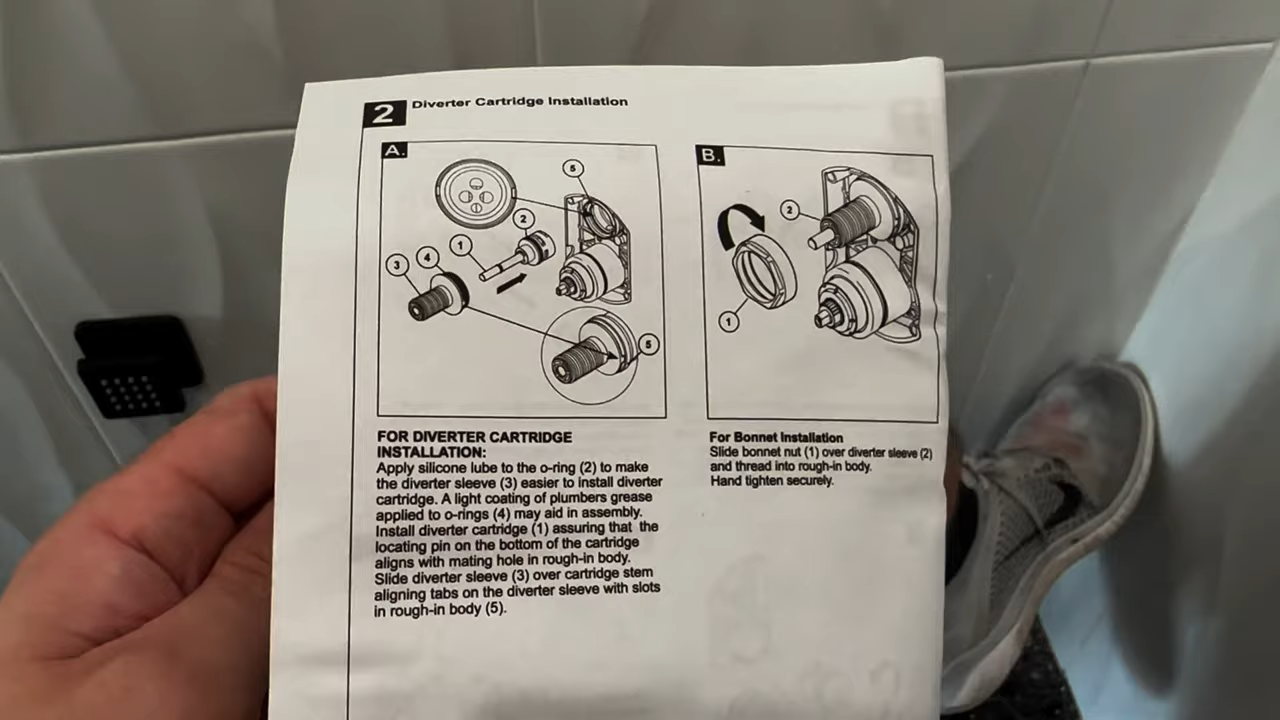 2 Diverter Cartridge Installation
A.
5
2
1
4
3
5
FOR DIVERTER CARTRIDGE
INSTALLATION:
Apply silicone lube to the o-ring (2) to make
the diverter sleeve (3) easier to install diverter
cartridge. A light coating of plumbers grease
applied to o-rings (4) may aid in assembly.
Install diverter cartridge (1) assuring that the
locating pin on the bottom of the cartridge
aligns with mating hole in rough-in body.
Slide diverter sleeve (3) over cartridge stem
aligning tabs on the diverter sleeve with slots
in rough-in body (5).
B.
2
1
For Bonnet Installation
Slide bonnet nut (1) over diverter sleeve (2)
and thread into rough-in body.
Hand tighten securely.